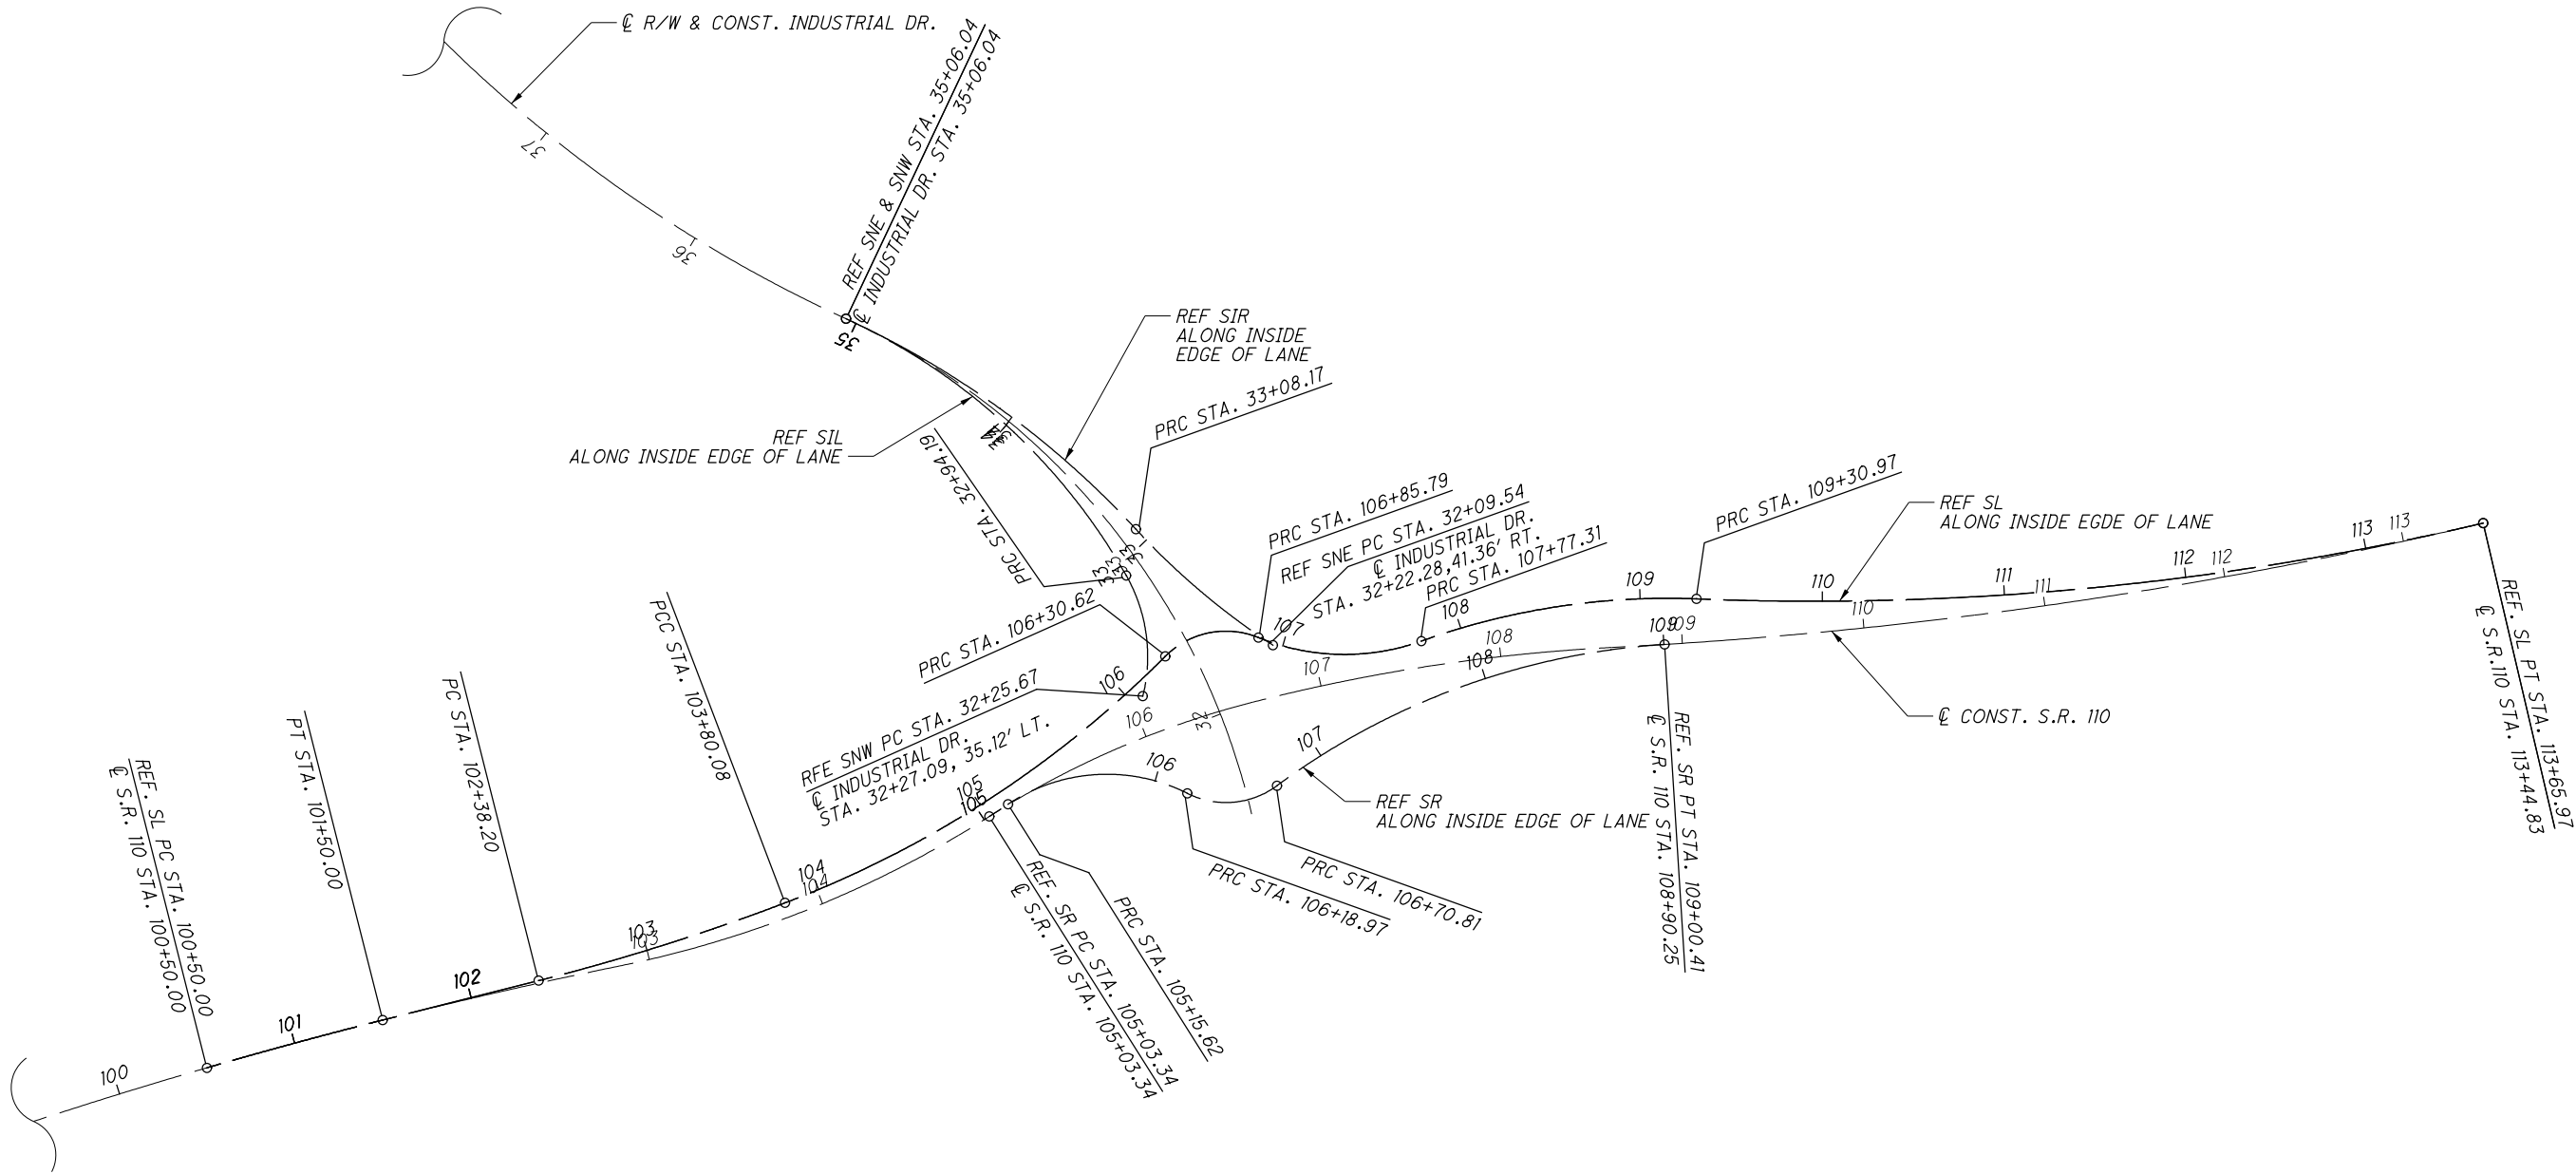 ℄ R/W & CONST. INDUSTRIAL DR.
37
36
35
REF SNE & SNW STA. 35+06.04
℄ INDUSTRIAL DR. STA. 35+06.04
REF SIR
ALONG INSIDE
EDGE OF LANE
PRC STA. 33+08.17
REF SIL
ALONG INSIDE EDGE OF LANE
34
34
PRC STA. 32+94.19
33
33
33
PRC STA. 106+30.62
PRC STA. 106+85.79
REF SNE PC STA. 32+09.54
℄ INDUSTRIAL DR.
STA. 32+22.28,41.36' RT.
PRC STA. 107+77.31
PRC STA. 109+30.97
REF SL
ALONG INSIDE EGDE OF LANE
107
108
109
110
111
112
113
113
112
111
110
109
109
108
107
106
32
106
RFE SNW PC STA. 32+25.67
℄ INDUSTRIAL DR.
STA. 32+27.09, 35.12' LT.
108
107
106
105
105
REF SR
ALONG INSIDE EDGE OF LANE
℄ CONST. S.R. 110
REF. SL PT STA. 113+65.97
℄ S.R.110 STA. 113+44.83
REF. SR PT STA. 109+00.41
℄ S.R. 110 STA. 108+90.25
PRC STA. 106+70.81
PRC STA. 106+18.97
PRC STA. 105+15.62
REF. SR PC STA. 105+03.34
℄ S.R. 110 STA. 105+03.34
PCC STA. 103+80.08
104
104
103
103
PC STA. 102+38.20
102
PT STA. 101+50.00
101
REF. SL PC STA. 100+50.00
℄ S.R. 110 STA. 100+50.00
100